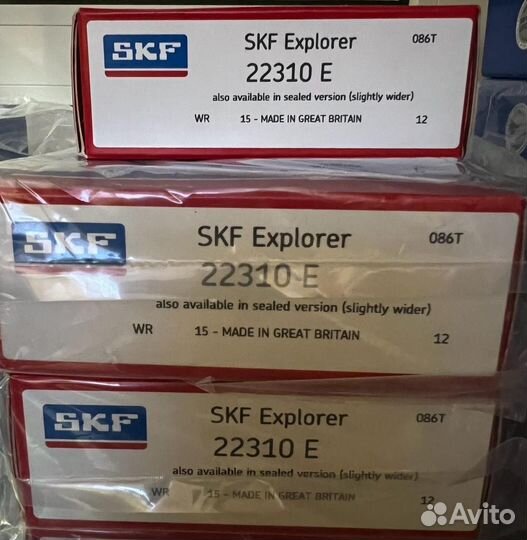 SKF
SKF Explorer 086T
22310 E
also available in sealed version (slightly wider)
WR 15 - MADE IN GREAT BRITAIN 12
SKF
SKF Explorer 086T
22310 E
also available in sealed version (slightly wider)
WR 15 - MADE IN GREAT BRITAIN 12
SKF
SKF Explorer 086T
22310 E
also available in sealed version (slightly wider)
WR 15 - MADE IN GREAT BRITAIN 12
Avito